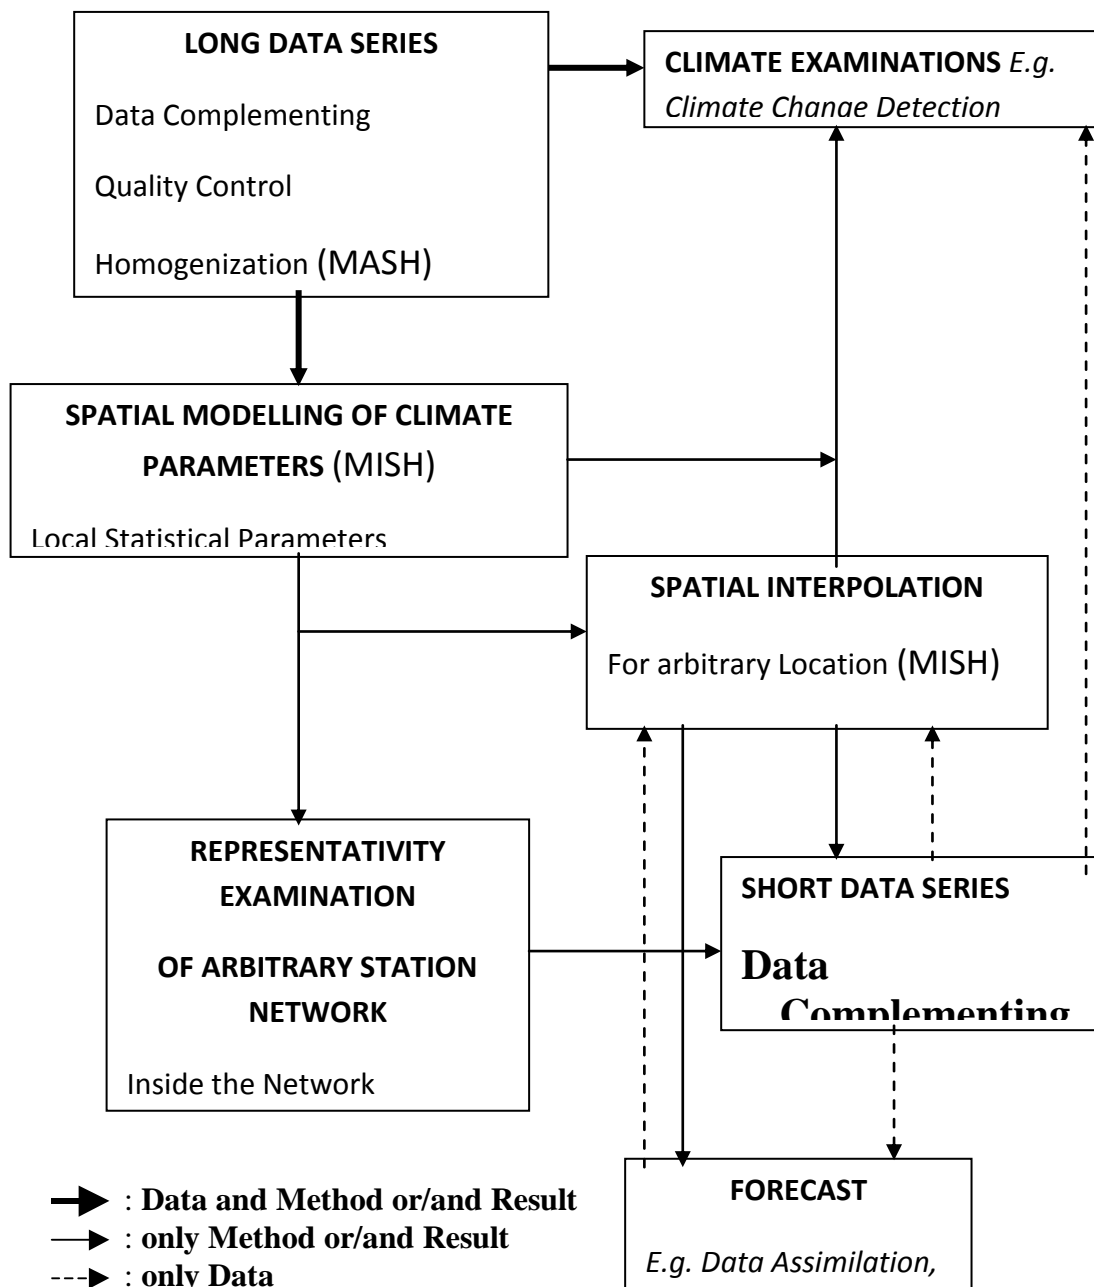 LONG DATA SERIES
Data Complementing
Quality Control
Homogenization (MASH)
CLIMATE EXAMINATIONS E.g.
Climate Change Detection
SPATIAL MODELLING OF CLIMATE
PARAMETERS (MISH)
Local Statistical Parameters
SPATIAL INTERPOLATION
For arbitrary Location (MISH)
REPRESENTATIVITY
EXAMINATION
OF ARBITRARY STATION
NETWORK
Inside the Network
SHORT DATA SERIES
Data
Complementing
FORECAST
E.g. Data Assimilation,
: Data and Method or/and Result
: only Method or/and Result
: only Data